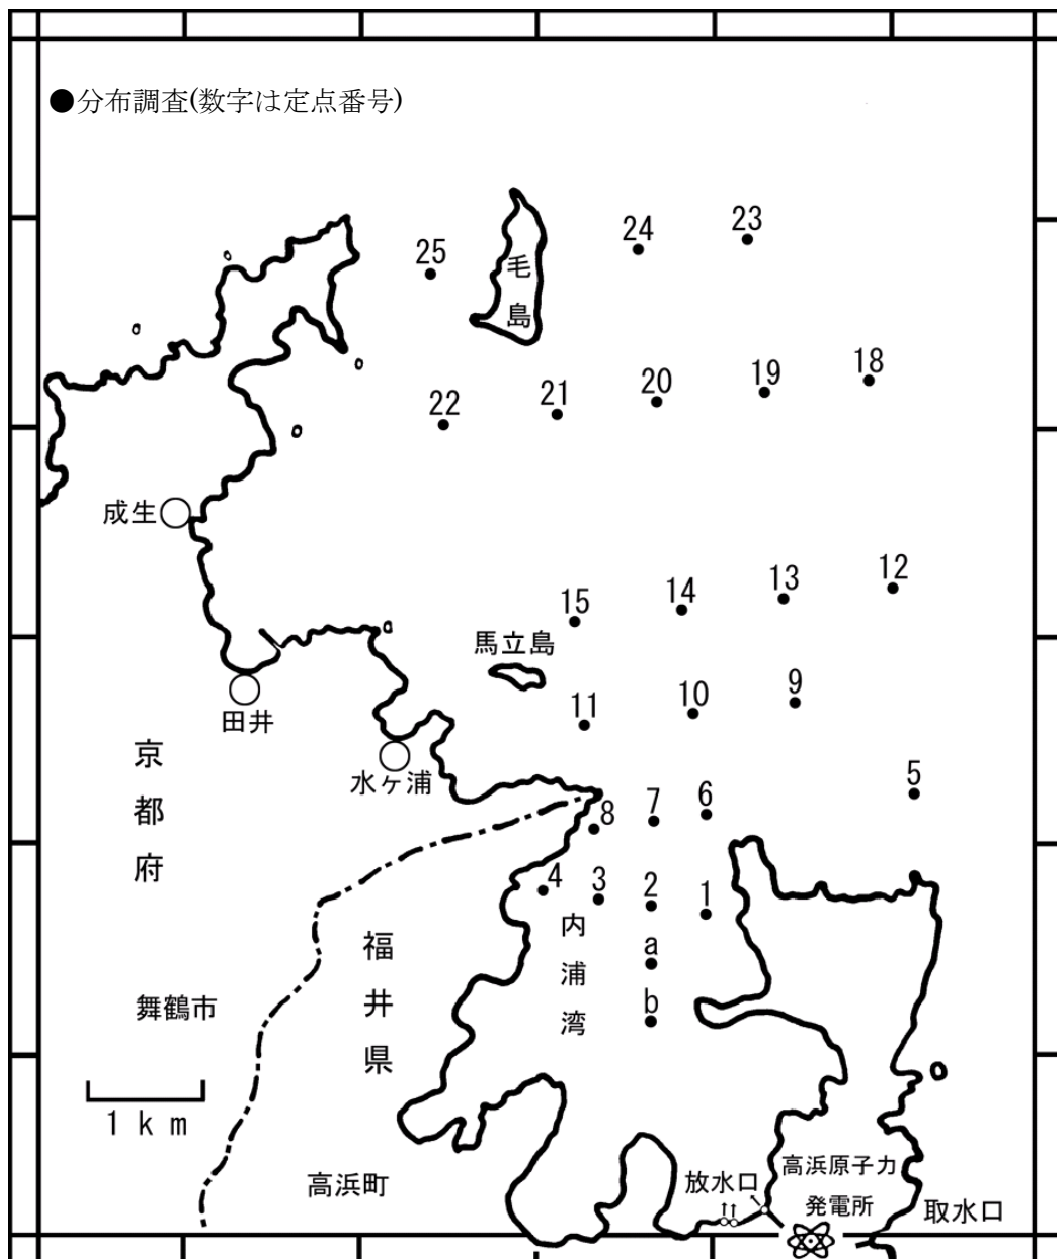 ●分布調査(数字は定点番号)
23
24
25
毛島
18
19
20
21
22
成生
12
13
14
15
馬立島
9
10
11
田井
水ヶ浦
京都府
5
6
7
8
4
3
2
1
内浦湾
a
b
福井県
舞鶴市
1km
高浜町
放水口
高浜原子力
発電所
取水口